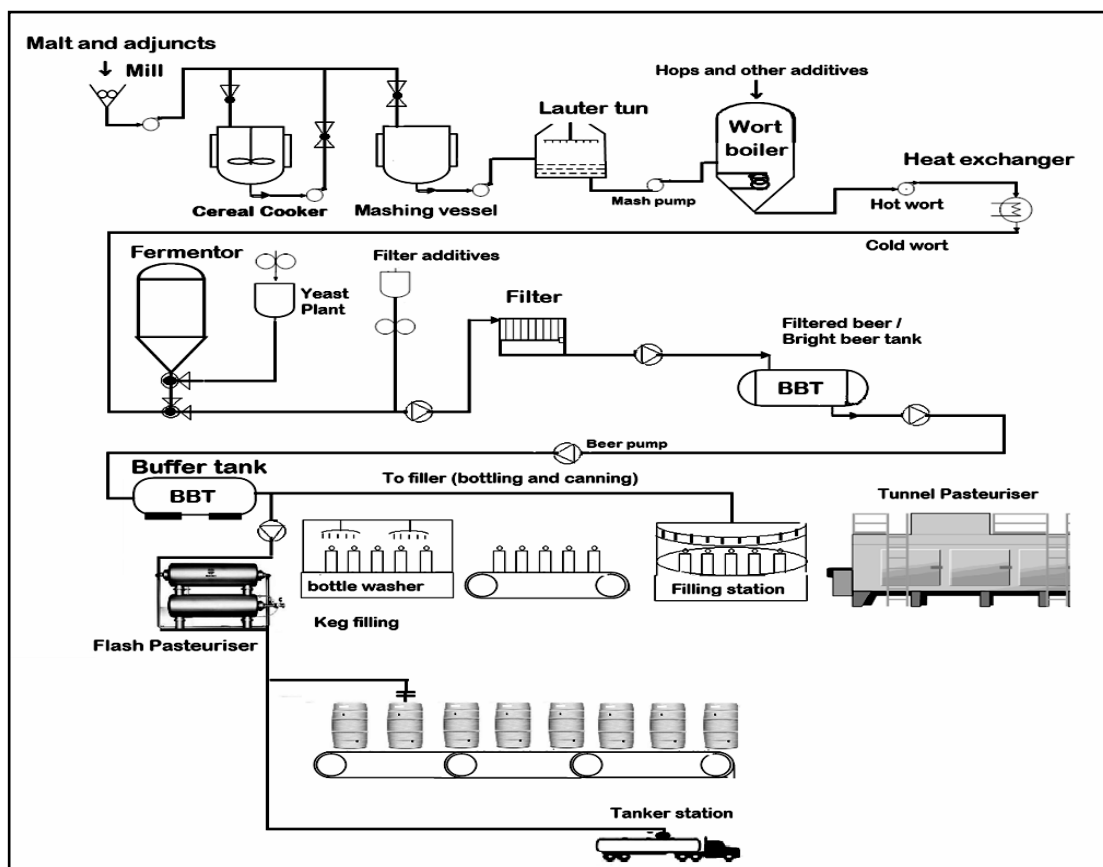 Malt and adjuncts
Mill
Hops and other additives
Lauter tun
Wort
boiler
Heat exchanger
Cereal Cooker
Mashing vessel
Mash pump
Hot wort
Cold wort
Fermentor
Yeast
Plant
Filter additives
Filter
Filtered beer /
Bright beer tank
BBT
Beer pump
Buffer tank
BBT
To filler (bottling and canning)
Tunnel Pasteuriser
bottle washer
Filling station
Keg filling
Flash Pasteuriser
Tanker station